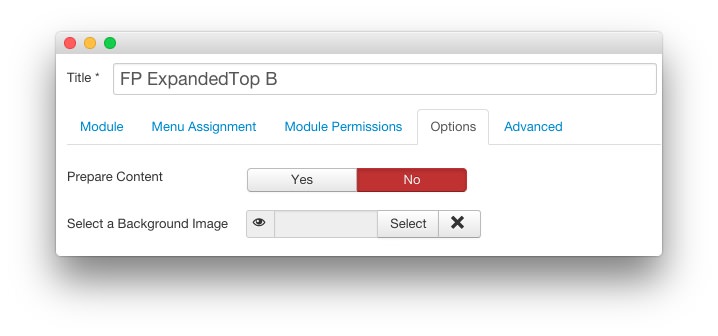 Title * FP ExpandedTop B
Module Menu Assignment Module Permissions Options Advanced
Prepare Content Yes No
Select a Background Image Select